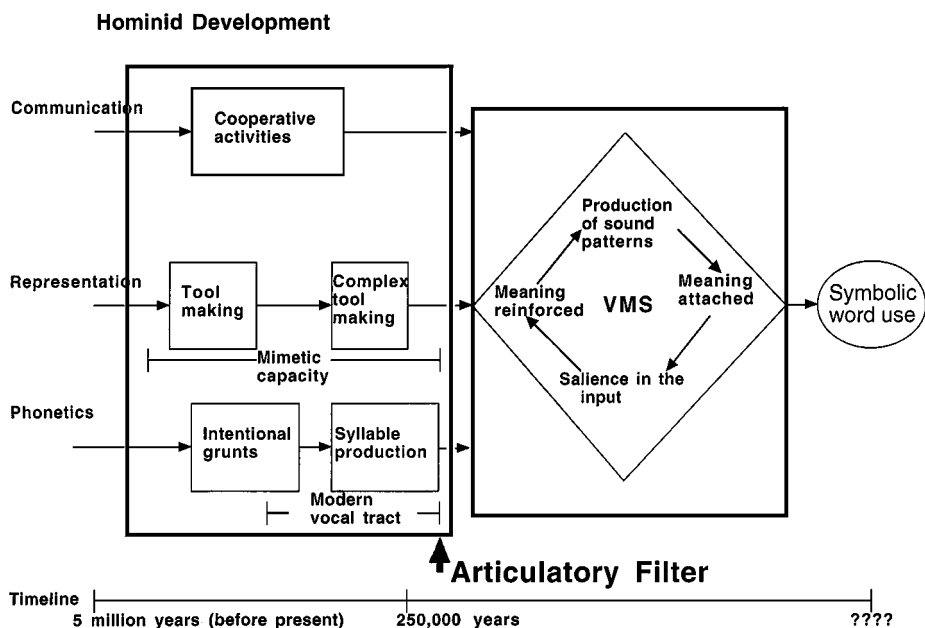 Hominid Development
Communication
Cooperative
activities
Representation
Tool
making
Complex
tool
making
Mimetic
capacity
Phonetics
Intentional
grunts
Syllable
production
Modern
vocal tract
Production
of sound
patterns
Meaning
attached
Salience in the
input
Meaning
reinforced
VMS
Symbolic
word use
Articulatory Filter
Timeline
5 million years (before present)
250,000 years
????